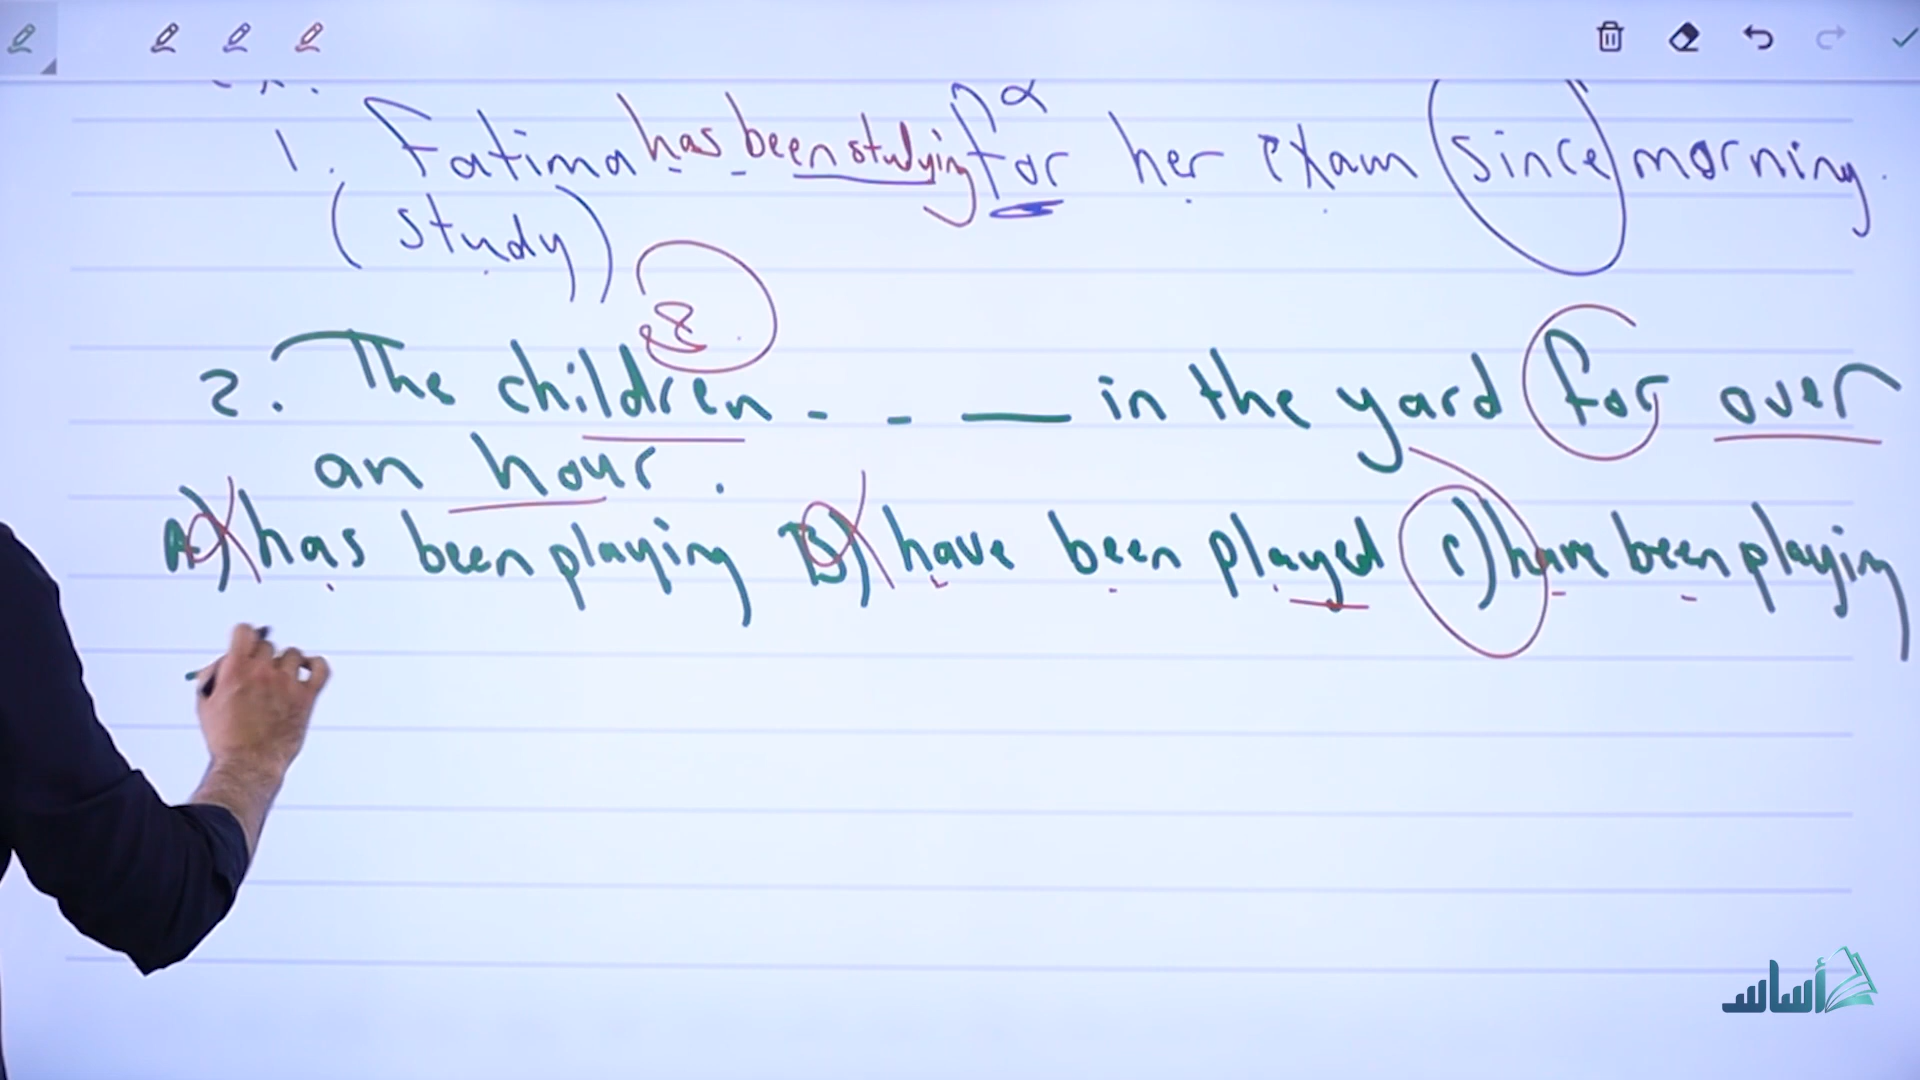 1. Fatima has been studying for her exam since morning.
(study)
2. The children - - — in the yard for over
an hour.
A) has been playing B) have been played C) have been playing
أساس